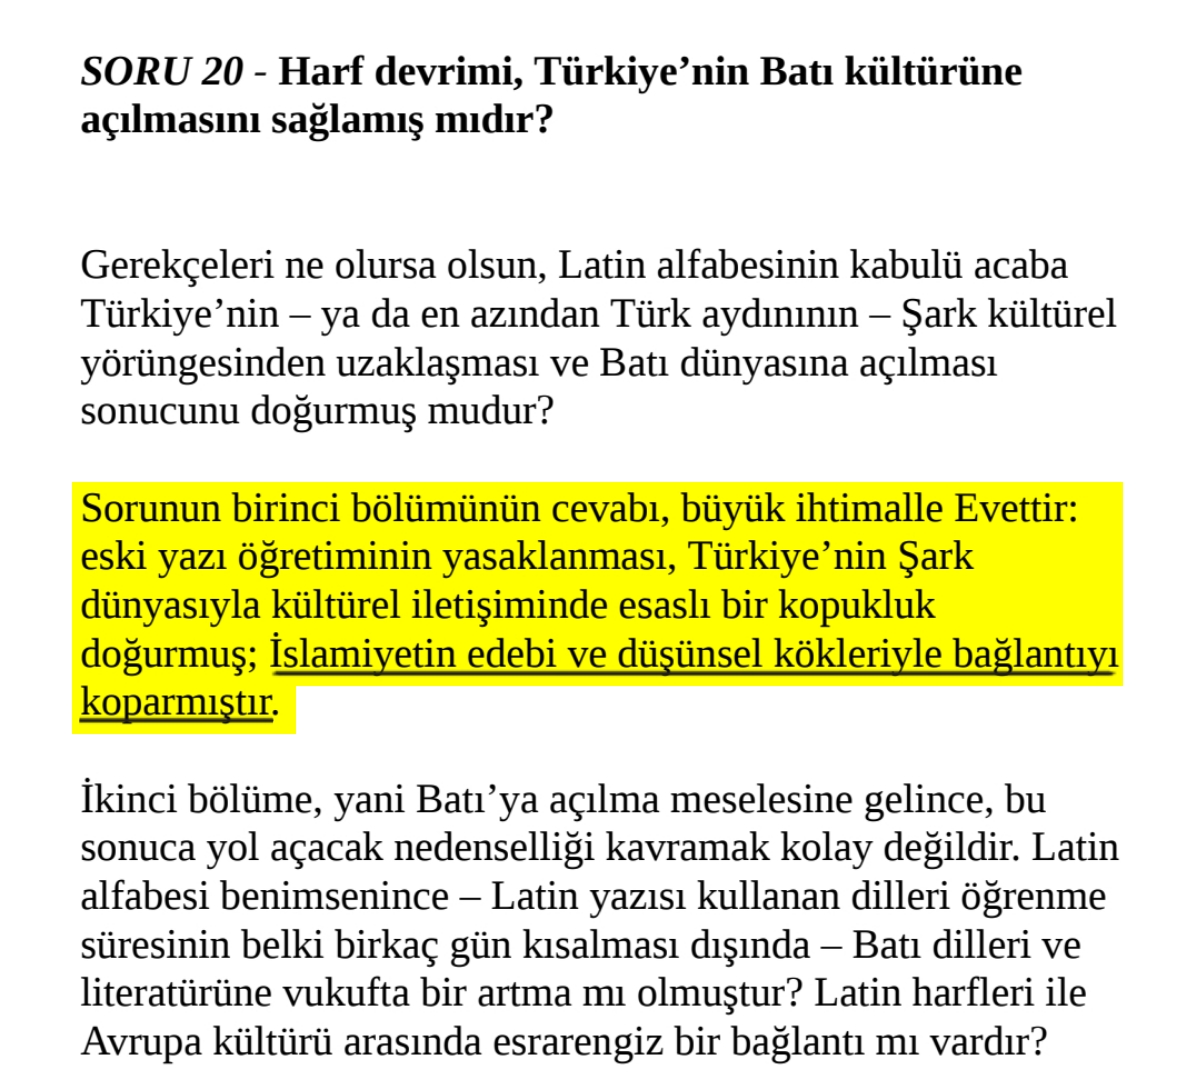 SORU 20 - Harf devrimi, Türkiye’nin Batı kültürüne
açılmasını sağlamış mıdır?
Gerekçeleri ne olursa olsun, Latin alfabesinin kabulü acaba
Türkiye’nin – ya da en azından Türk aydınının – Şark kültürel
yörüngesinden uzaklaşması ve Batı dünyasına açılması
sonucunu doğurmuş mudur?
Sorunun birinci bölümünün cevabı, büyük ihtimalle Evettir:
eski yazı öğretiminin yasaklanması, Türkiye’nin Şark
dünyasıyla kültürel iletişiminde esaslı bir kopukluk
doğurmuş; İslamiyetin edebi ve düşünsel kökleriyle bağlantıyı
koparmıştır.
İkinci bölüme, yani Batı’ya açılma meselesine gelince, bu
sonuca yol açacak nedenselliği kavramak kolay değildir. Latin
alfabesi benimsenince – Latin yazısı kullanan dilleri öğrenme
süresinin belki birkaç gün kısalması dışında – Batı dilleri ve
literatürüne vukufta bir artma mı olmuştur? Latin harfleri ile
Avrupa kültürü arasında esrarengiz bir bağlantı mı vardır?